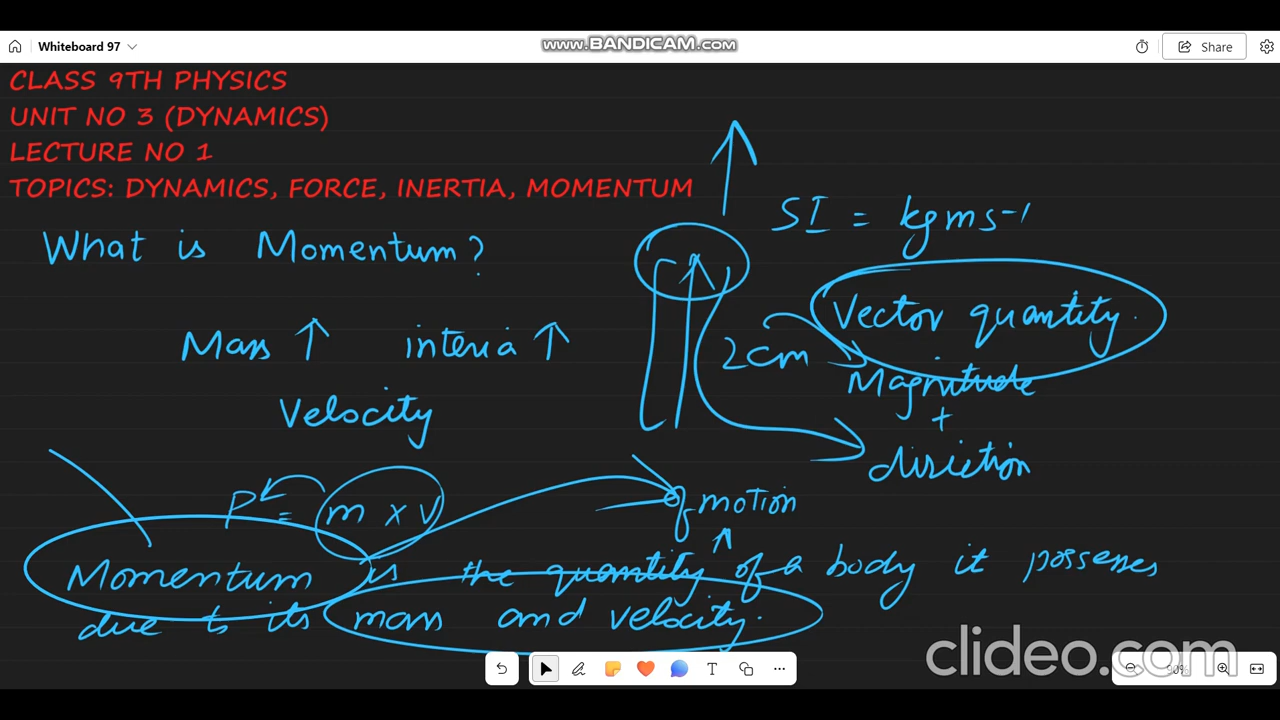 Whiteboard 97
www.BANDICAM.com
Share
CLASS 9TH PHYSICS
UNIT NO 3 (DYNAMICS)
LECTURE NO 1
TOPICS: DYNAMICS, FORCE, INERTIA, MOMENTUM
What is Momentum?
SI = kgms-1
Vector quantity.
Mass ↑ interia ↑
2cm
Magnitude
+
direction
Velocity
P = m x v
of motion
Momentum is the quantity of a body it possesses
due to its mass and velocity.
clideo.com
T
90%